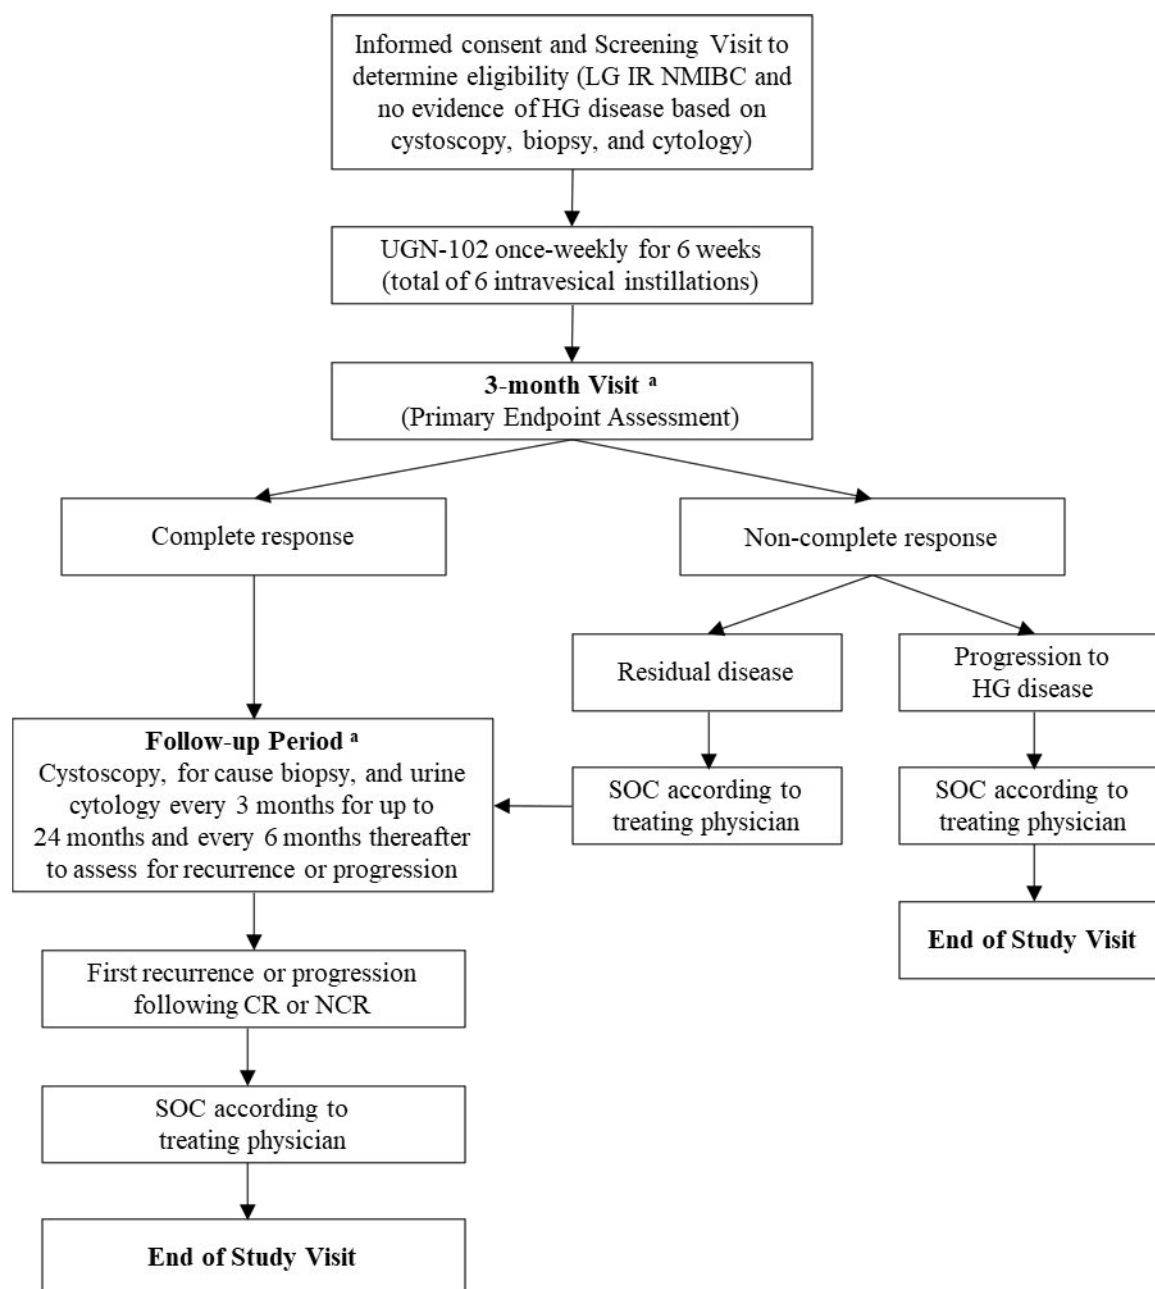 Informed consent and Screening Visit to
determine eligibility (LG IR NMIBC and
no evidence of HG disease based on
cystoscopy, biopsy, and cytology)
UGN-102 once-weekly for 6 weeks
(total of 6 intravesical instillations)
3-month Visit ᵃ
(Primary Endpoint Assessment)
Complete response
Non-complete response
Residual disease
Progression to
HG disease
SOC according to
treating physician
SOC according to
treating physician
End of Study Visit
Follow-up Period ᵃ
Cystoscopy, for cause biopsy, and urine
cytology every 3 months for up to
24 months and every 6 months thereafter
to assess for recurrence or progression
First recurrence or progression
following CR or NCR
SOC according to
treating physician
End of Study Visit